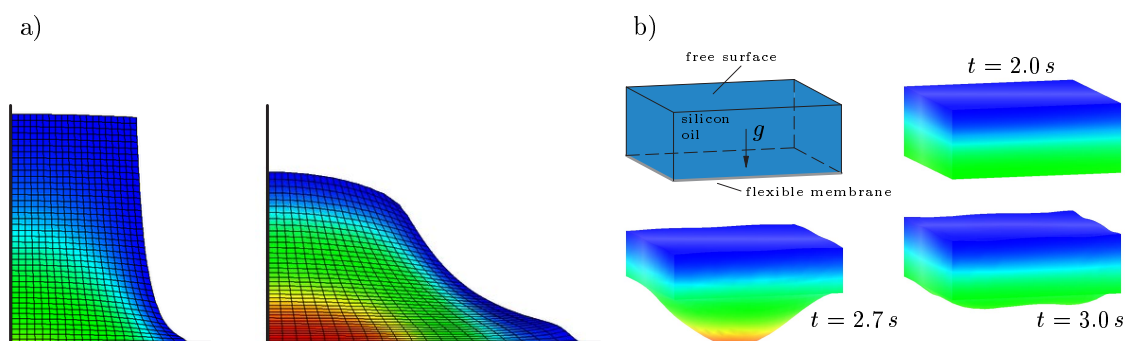 a)
b)
free surface
silicon
oil
g
flexible membrane
t = 2.0 s
t = 2.7 s
t = 3.0 s